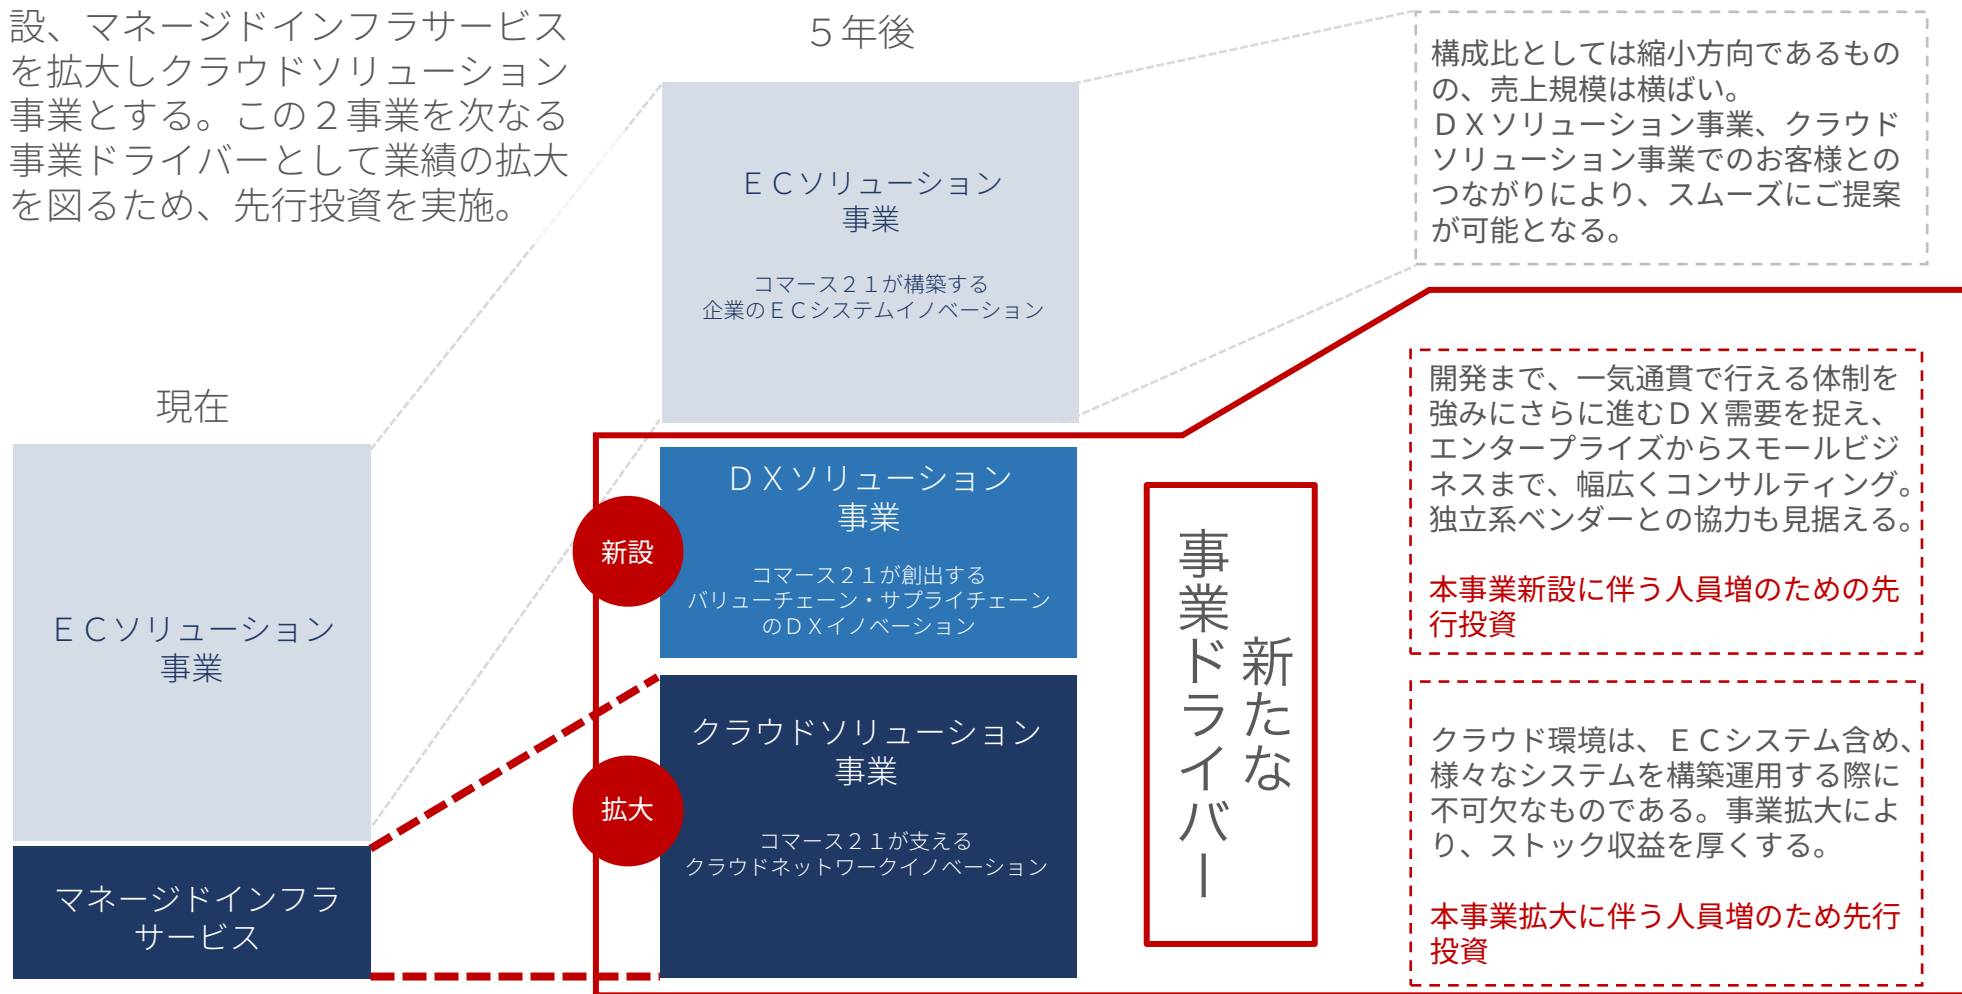 設、マネージドインフラサービス
を拡大しクラウドソリューション
事業とする。この２事業を次なる
事業ドライバーとして業績の拡大
を図るため、先行投資を実施。
現在
ＥＣソリューション
事業
マネージドインフラ
サービス
５年後
ＥＣソリューション
事業
コマース２１が構築する
企業のＥＣシステムイノベーション
新設
ＤＸソリューション
事業
コマース２１が創出する
バリューチェーン・サプライチェーン
のＤＸイノベーション
拡大
クラウドソリューション
事業
コマース２１が支える
クラウドネットワークイノベーション
新たな
事業ドライバー
構成比としては縮小方向であるもの
の、売上規模は横ばい。
ＤＸソリューション事業、クラウド
ソリューション事業でのお客様との
つながりにより、スムーズにご提案
が可能となる。
開発まで、一気通貫で行える体制を
強みにさらに進むＤＸ需要を捉え、
エンタープライズからスモールビジ
ネスまで、幅広くコンサルティング。
独立系ベンダーとの協力も見据える。
本事業新設に伴う人員増のための先
行投資
クラウド環境は、ＥＣシステム含め、
様々なシステムを構築運用する際に
不可欠なものである。事業拡大によ
り、ストック収益を厚くする。
本事業拡大に伴う人員増のため先行
投資